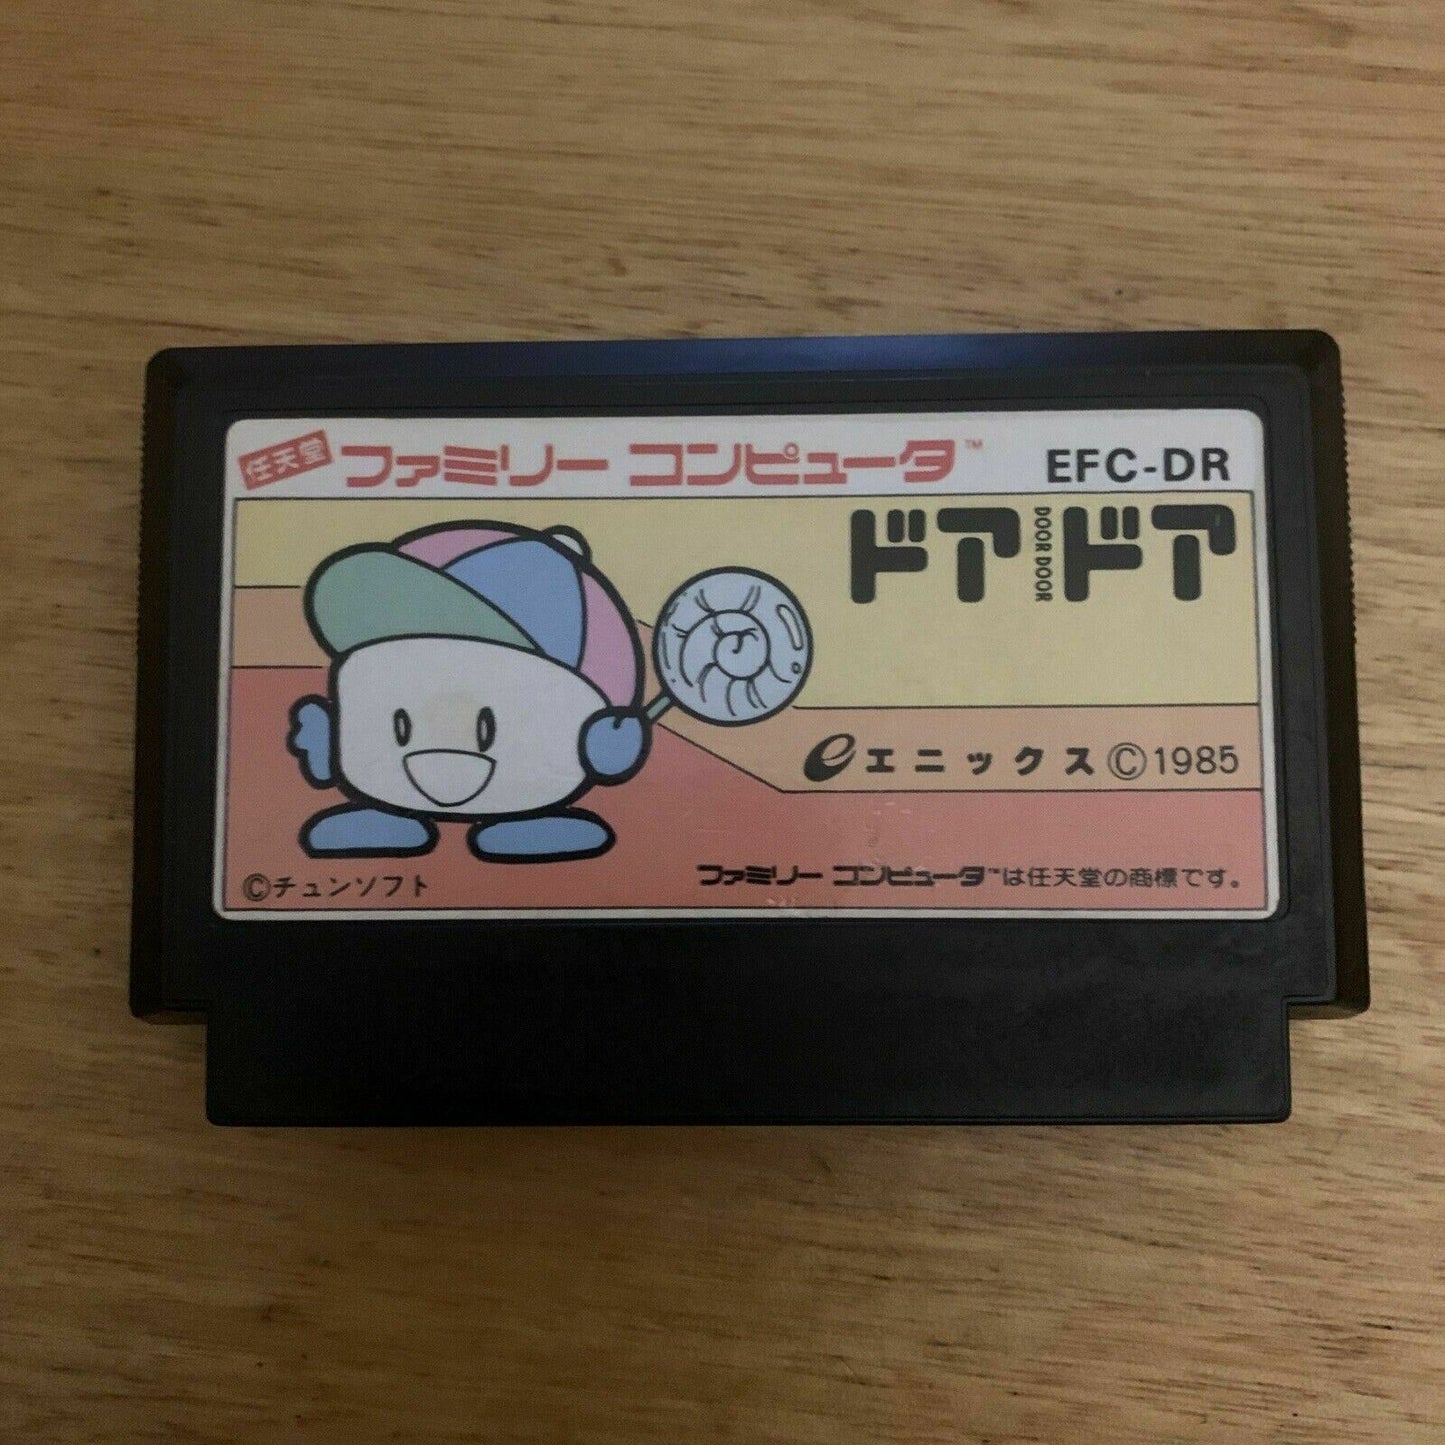 任天堂 ファミリー コンピュータ™ EFC-DR
ドア DOOR DOOR ドア
e エニックス ©1985
©チュンソフト
ファミリー コンピュータ™は任天堂の商標です。